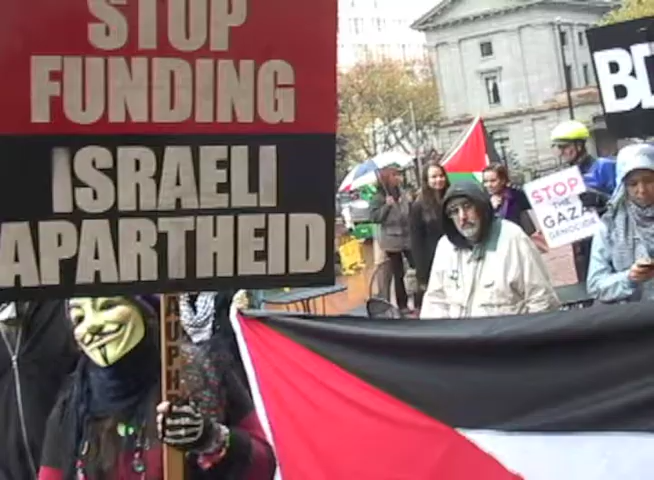 STOP
FUNDING
ISRAELI
APARTHEID
STOP
THE
GAZA
GENOCIDE
BD